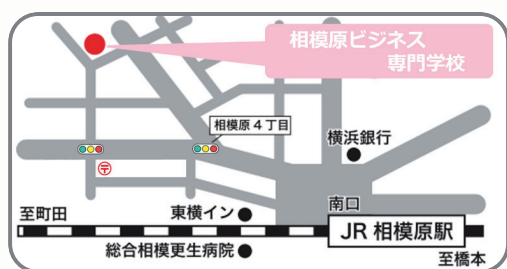 相模原ビジネス
専門学校
相模原4丁目
横浜銀行
〒
南口
至町田
東横イン
JR 相模原駅
総合相模更生病院
至橋本